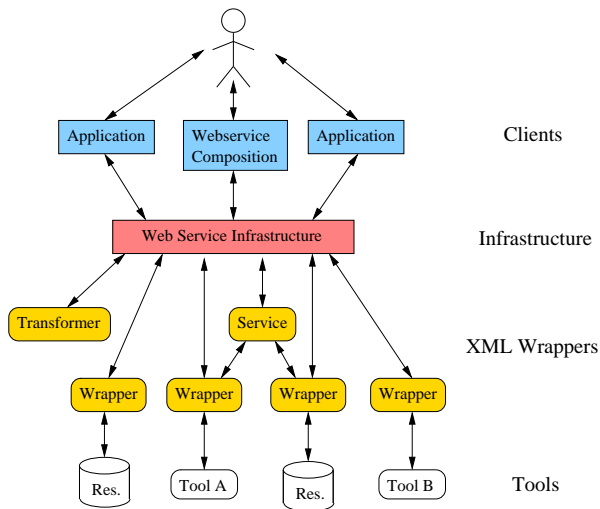 Application
Webservice
Composition
Application
Clients
Web Service Infrastructure
Infrastructure
Transformer
Service
XML Wrappers
Wrapper
Wrapper
Wrapper
Wrapper
Res.
Tool A
Res.
Tool B
Tools